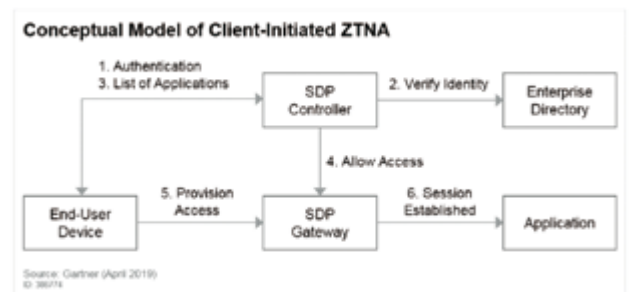 Conceptual Model of Client-Initiated ZTNA
1. Authentication
3. List of Applications
SDP
Controller
2. Verify Identity
Enterprise
Directory
4. Allow Access
End-User
Device
5. Provision
Access
SDP
Gateway
6. Session
Established
Application
Source: Gartner (April 2019)